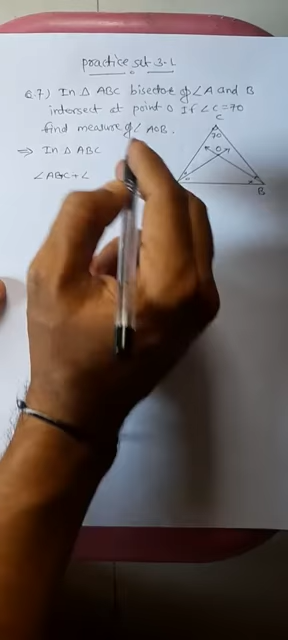 practice set 3.1
Q.7) In △ ABC bisector of ∠A and B
intersect at point O If ∠C=70
find measure of ∠ AOB.
⇒ In △ ABC
∠ABC+∠
C
70
O
B